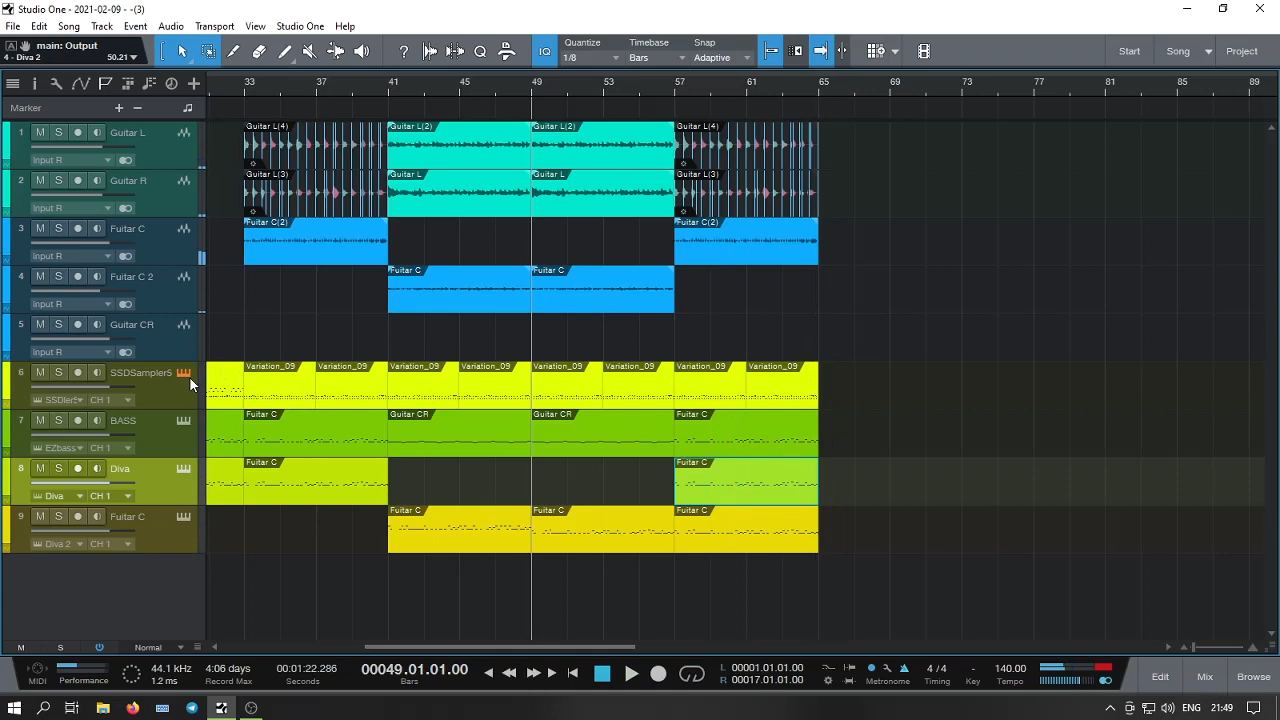 Studio One - 2021-02-09 - -(3)
File Edit Song Track Event Audio Transport View Studio One Help
main: Output
4 - Diva 2 50.21
Quantize Timebase Snap
IQ 1/8 Bars Adaptive
Start Song Project
33 37 41 45 49 53 57 61 65 69 73 77 81 85 89
Marker
1 M S Guitar L
Input R
Guitar L(4) Guitar L(2) Guitar L(2) Guitar L(4)
2 M S Guitar R
Input R
Guitar L(3) Guitar L Guitar L Guitar L(3)
M S Fuitar C
Input R
Fuitar C(2) Fuitar C(2)
4 M S Fuitar C 2
Input R
Fuitar C Fuitar C
5 M S Guitar CR
Input R
6 M S SSDSampler5
CH 1
Variation_09 Variation_09 Variation_09 Variation_09 Variation_09 Variation_09 Variation_09 Variation_09
7 M S BASS
EZbass CH 1
Fuitar C Guitar CR Guitar CR Fuitar C
8 M S Diva
Diva CH 1
Fuitar C Fuitar C
9 M S Fuitar C
Diva 2 CH 1
Fuitar C Fuitar C Fuitar C
M S Normal
MIDI Performance
44.1 kHz
1.2 ms
4:06 days
00:01:22.286
Seconds
00049.01.01.00
Bars
L 00001.01.01.00
R 00017.01.01.00
Metronome
4 / 4
Timing
-
Key
140.00
Tempo
Edit Mix Browse
ENG 21:49